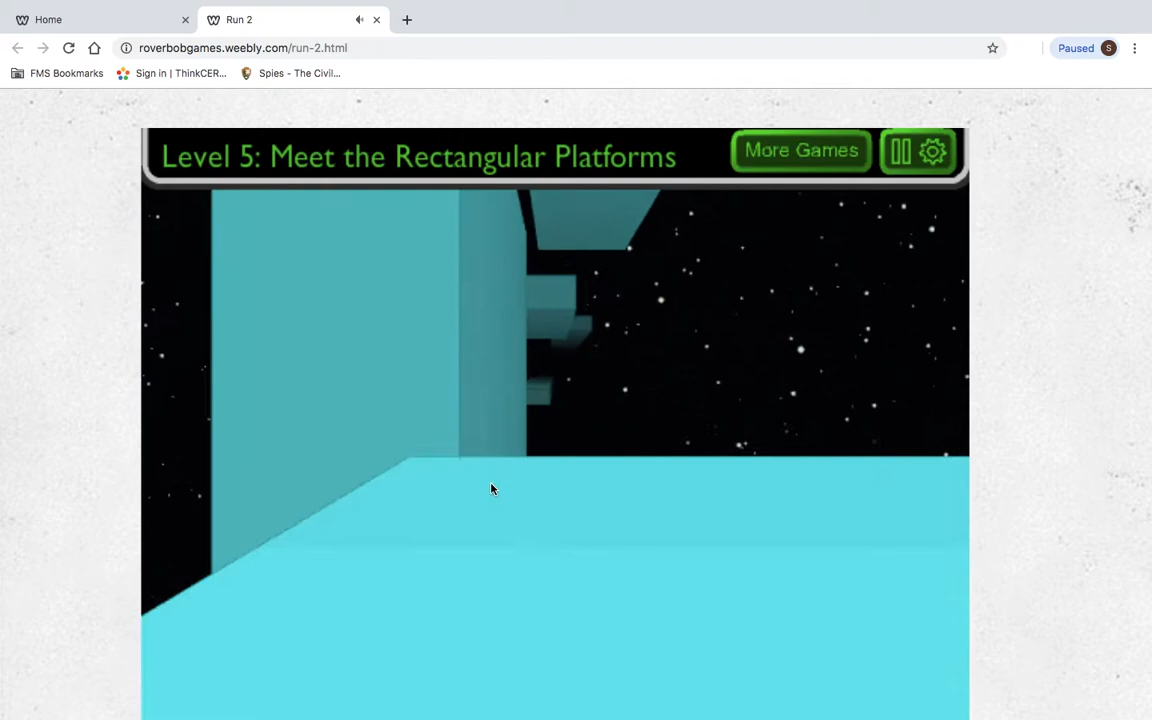 Home
Run 2
roverbobgames.weebly.com/run-2.html
Paused S
FMS Bookmarks Sign in | ThinkCER... Spies - The Civil...
Level 5: Meet the Rectangular Platforms
More Games